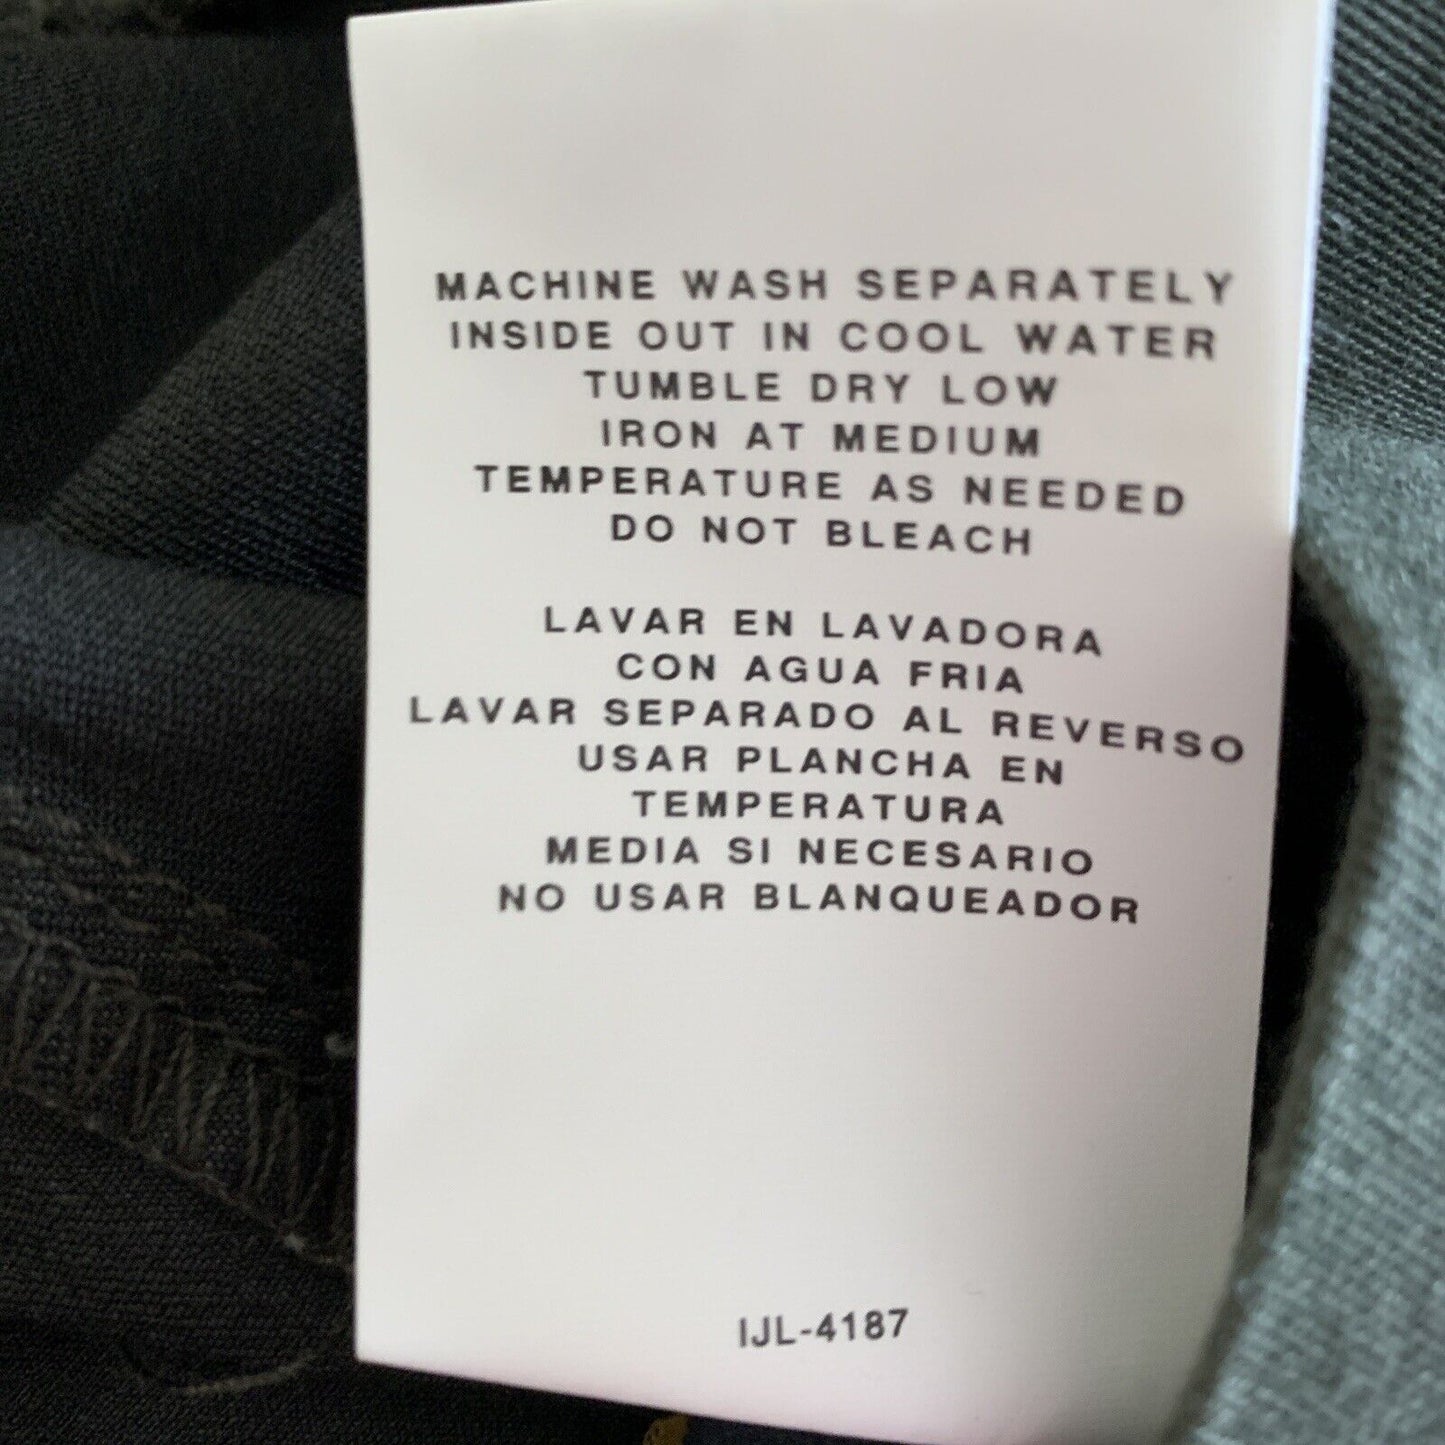 MACHINE WASH SEPARATELY
INSIDE OUT IN COOL WATER
TUMBLE DRY LOW
IRON AT MEDIUM
TEMPERATURE AS NEEDED
DO NOT BLEACH
LAVAR EN LAVADORA
CON AGUA FRIA
LAVAR SEPARADO AL REVERSO
USAR PLANCHA EN
TEMPERATURA
MEDIA SI NECESARIO
NO USAR BLANQUEADOR
IJL-4187